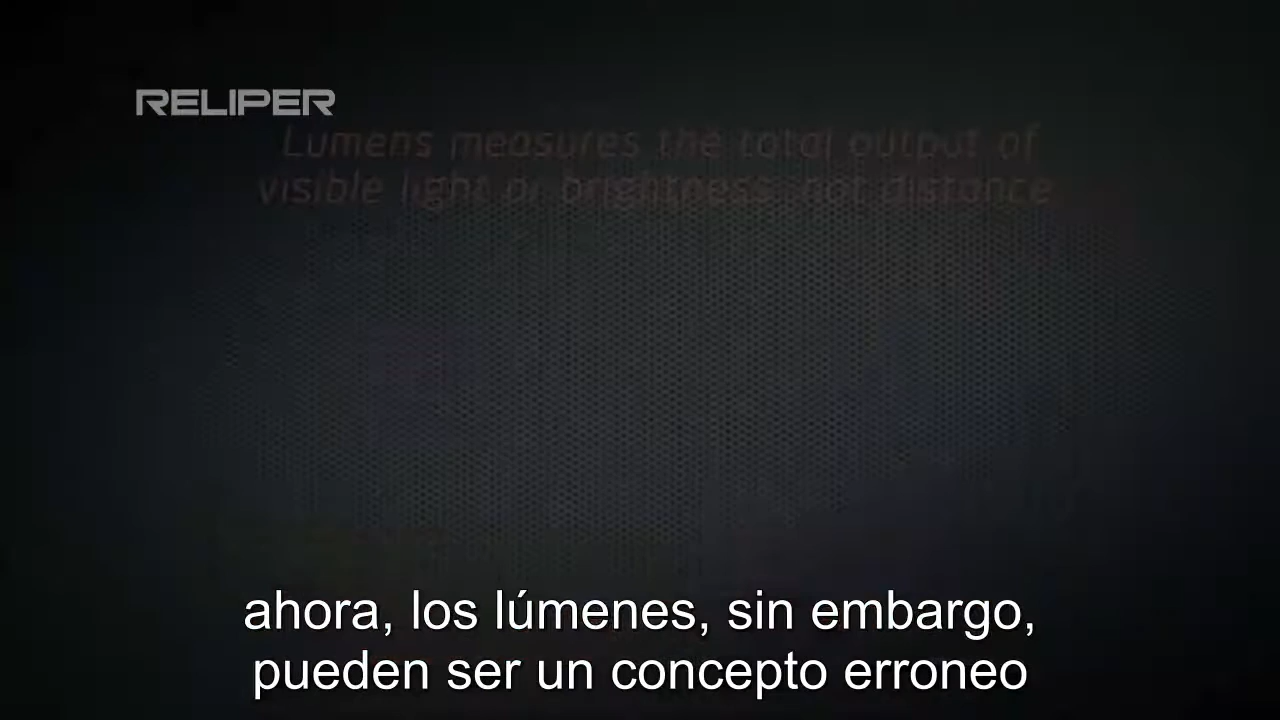 RELIPER
Lumens measures the total output of
visible light or brightness, not distance
ahora, los lúmenes, sin embargo,
pueden ser un concepto erroneo